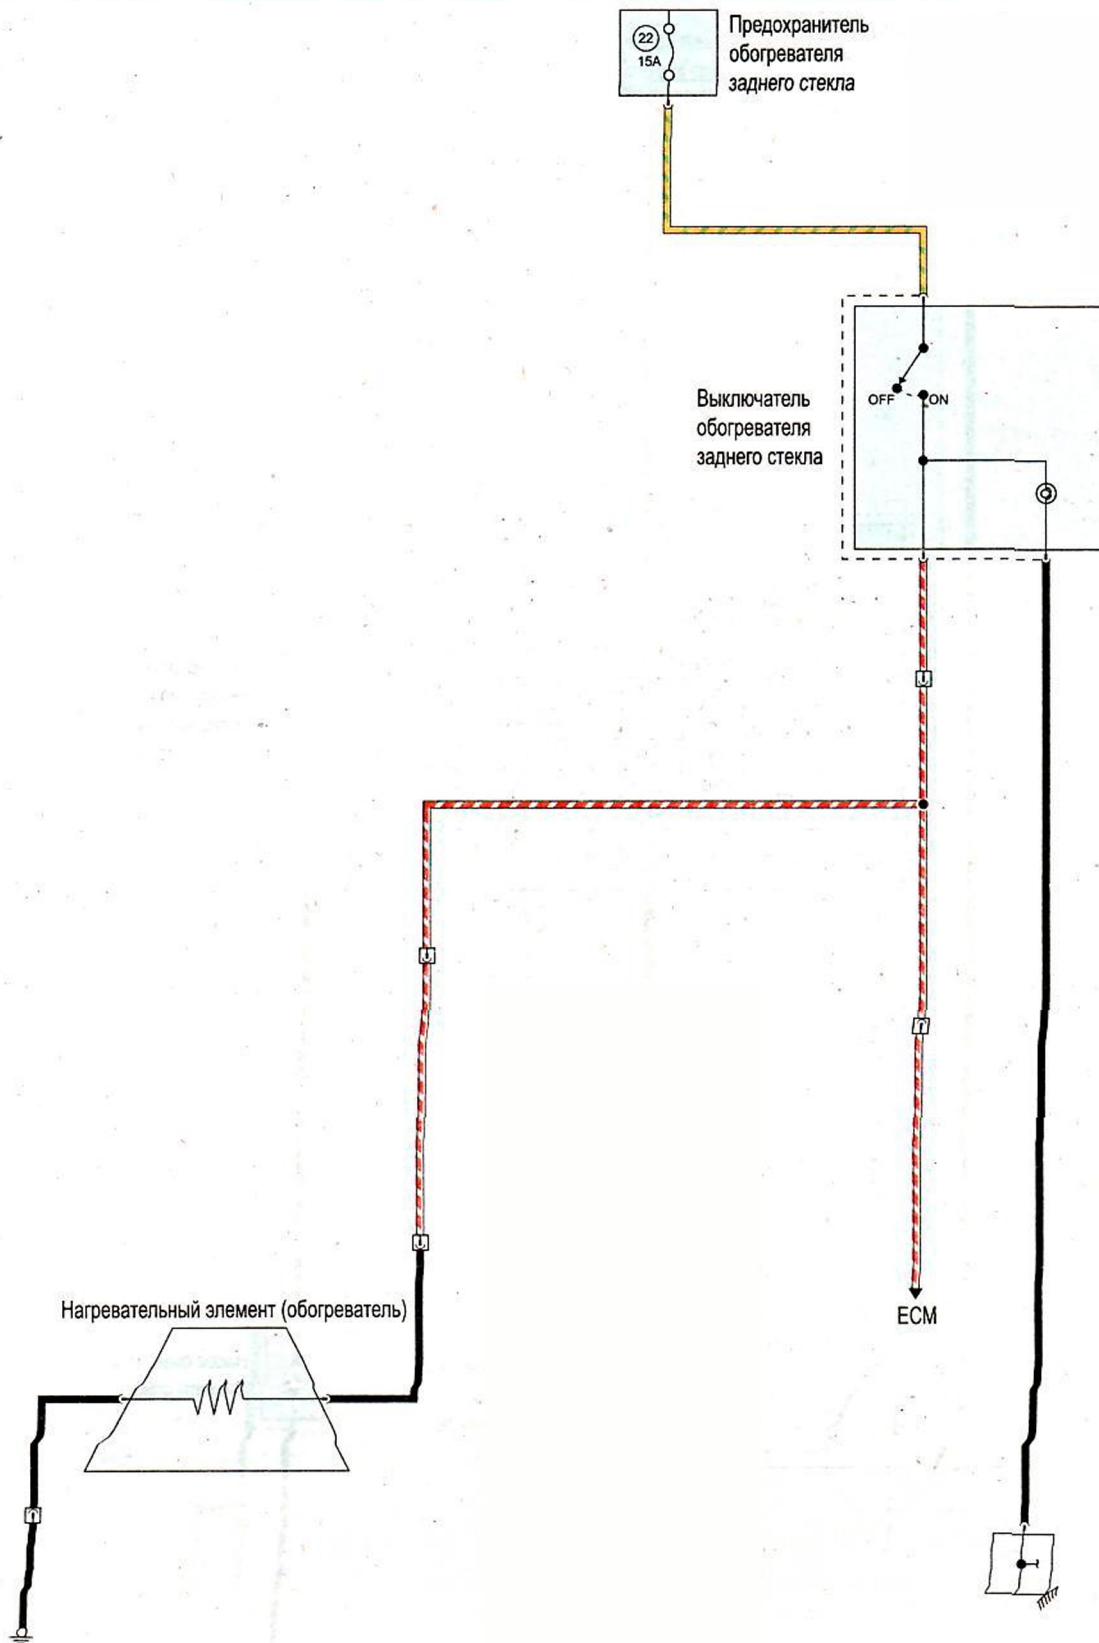 22
15A
Предохранитель
обогревателя
заднего стекла
OFF
ON
Выключатель
обогревателя
заднего стекла
ECM
Нагревательный элемент (обогреватель)